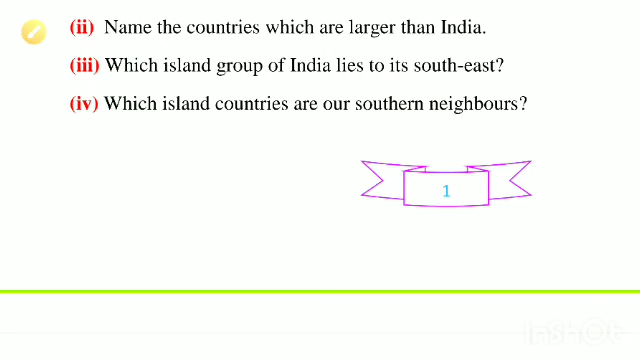 (ii) Name the countries which are larger than India.
(iii) Which island group of India lies to its south-east?
(iv) Which island countries are our southern neighbours?
1
INSHOT